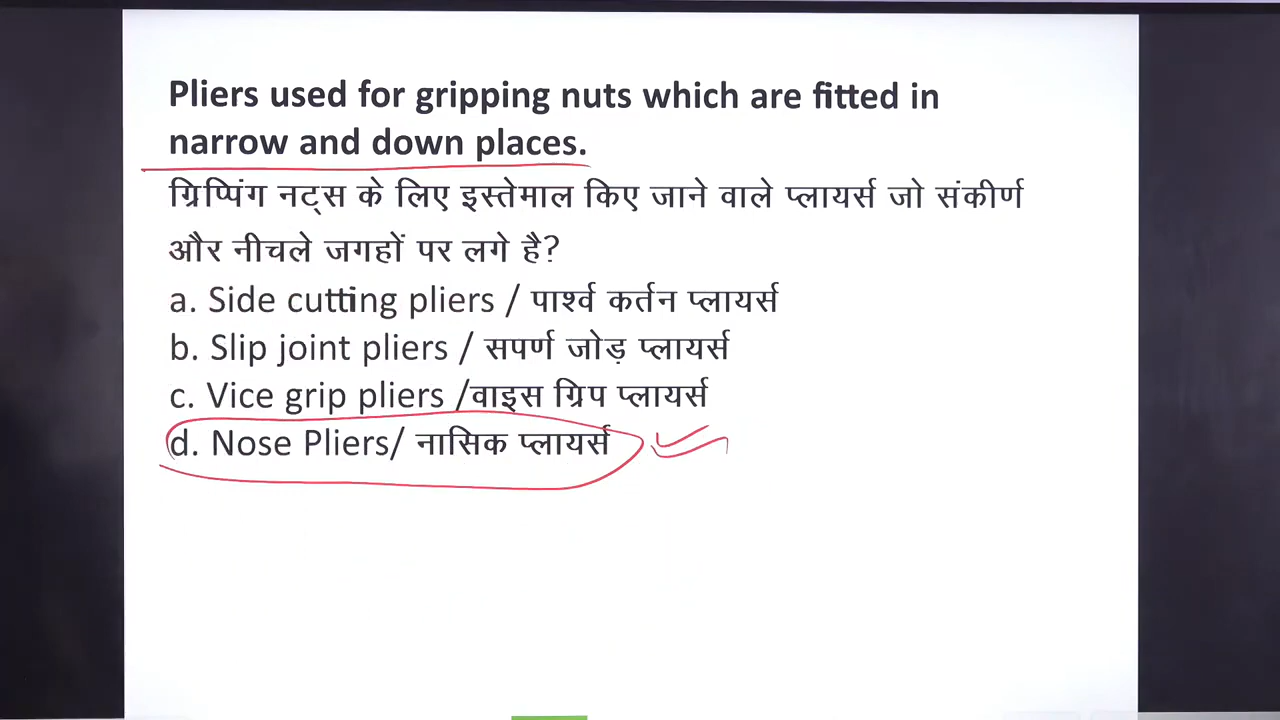 Pliers used for gripping nuts which are fitted in
narrow and down places.
ग्रिप्पिंग नट्स के लिए इस्तेमाल किए जाने वाले प्लायर्स जो संकीर्ण
और नीचले जगहों पर लगे है?
a. Side cutting pliers / पार्श्व कर्तन प्लायर्स
b. Slip joint pliers / सपर्ण जोड़ प्लायर्स
c. Vice grip pliers /वाइस ग्रिप प्लायर्स
d. Nose Pliers/ नासिक प्लायर्स